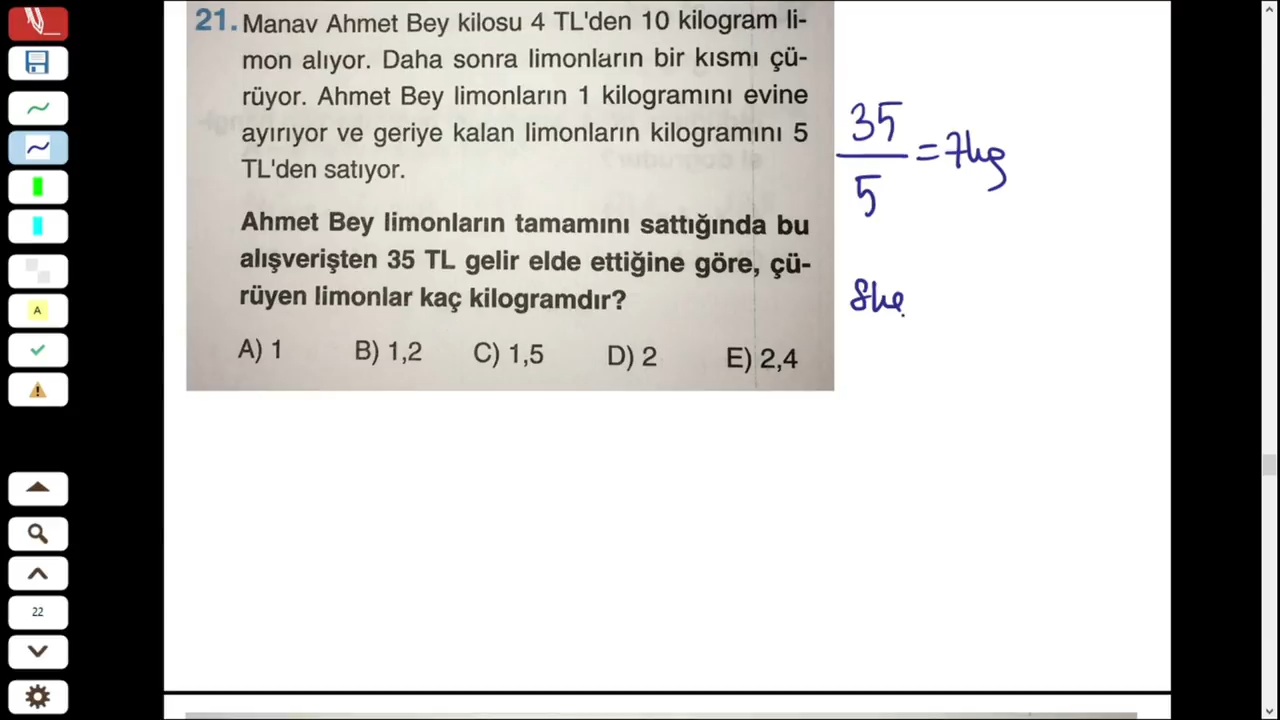 21. Manav Ahmet Bey kilosu 4 TL'den 10 kilogram li-
mon alıyor. Daha sonra limonların bir kısmı çü-
rüyor. Ahmet Bey limonların 1 kilogramını evine
ayırıyor ve geriye kalan limonların kilogramını 5
TL'den satıyor.
Ahmet Bey limonların tamamını sattığında bu
alışverişten 35 TL gelir elde ettiğine göre, çü-
rüyen limonlar kaç kilogramdır?
A) 1 B) 1,2 C) 1,5 D) 2 E) 2,4
35
5
= 7kg
8kg
A
22